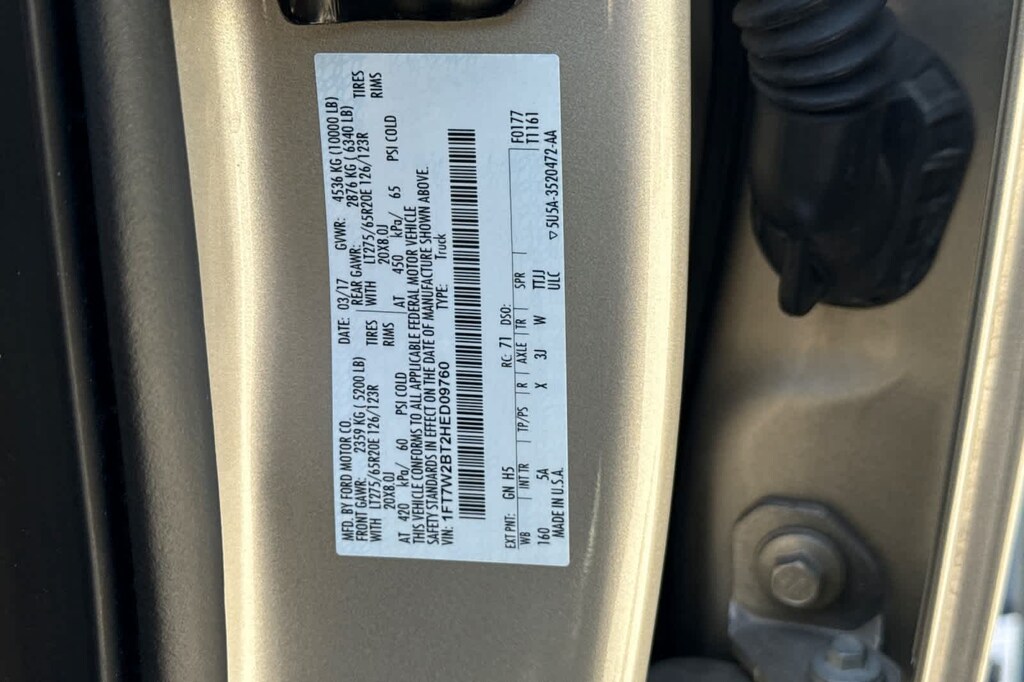 MFD. BY FORD MOTOR CO. DATE: 03/17 GVWR: 4536 KG (10000 LB)
FRONT GAWR: 2359 KG ( 5200 LB) REAR GAWR: 2876 KG ( 6340 LB)
WITH LT275/65R20E 126/123R TIRES WITH LT275/65R20E 126/123R TIRES
20X8.0J RIMS 20X8.0J RIMS
AT 420 kPa/ 60 PSI COLD AT 450 kPa/ 65 PSI COLD
THIS VEHICLE CONFORMS TO ALL APPLICABLE FEDERAL MOTOR VEHICLE
SAFETY STANDARDS IN EFFECT ON THE DATE OF MANUFACTURE SHOWN ABOVE.
VIN: 1FT7W2BT2HED09760 TYPE: Truck
EXT PNT: GN H5 RC: 71 DSO: F0177
WB INT TR TP/PS R AXLE TR SPR T1161
160 5A X 3J W TTJJ
MADE IN U.S.A. ULC ▽5U5A-3520472-AA